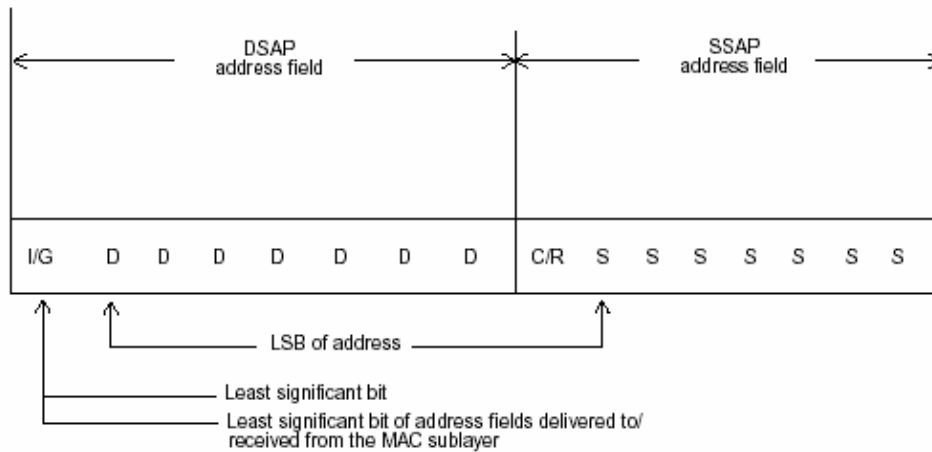 DSAP
address field
SSAP
address field
I/G D D D D D D D C/R S S S S S S S
LSB of address
Least significant bit
Least significant bit of address fields delivered to/
received from the MAC sublayer